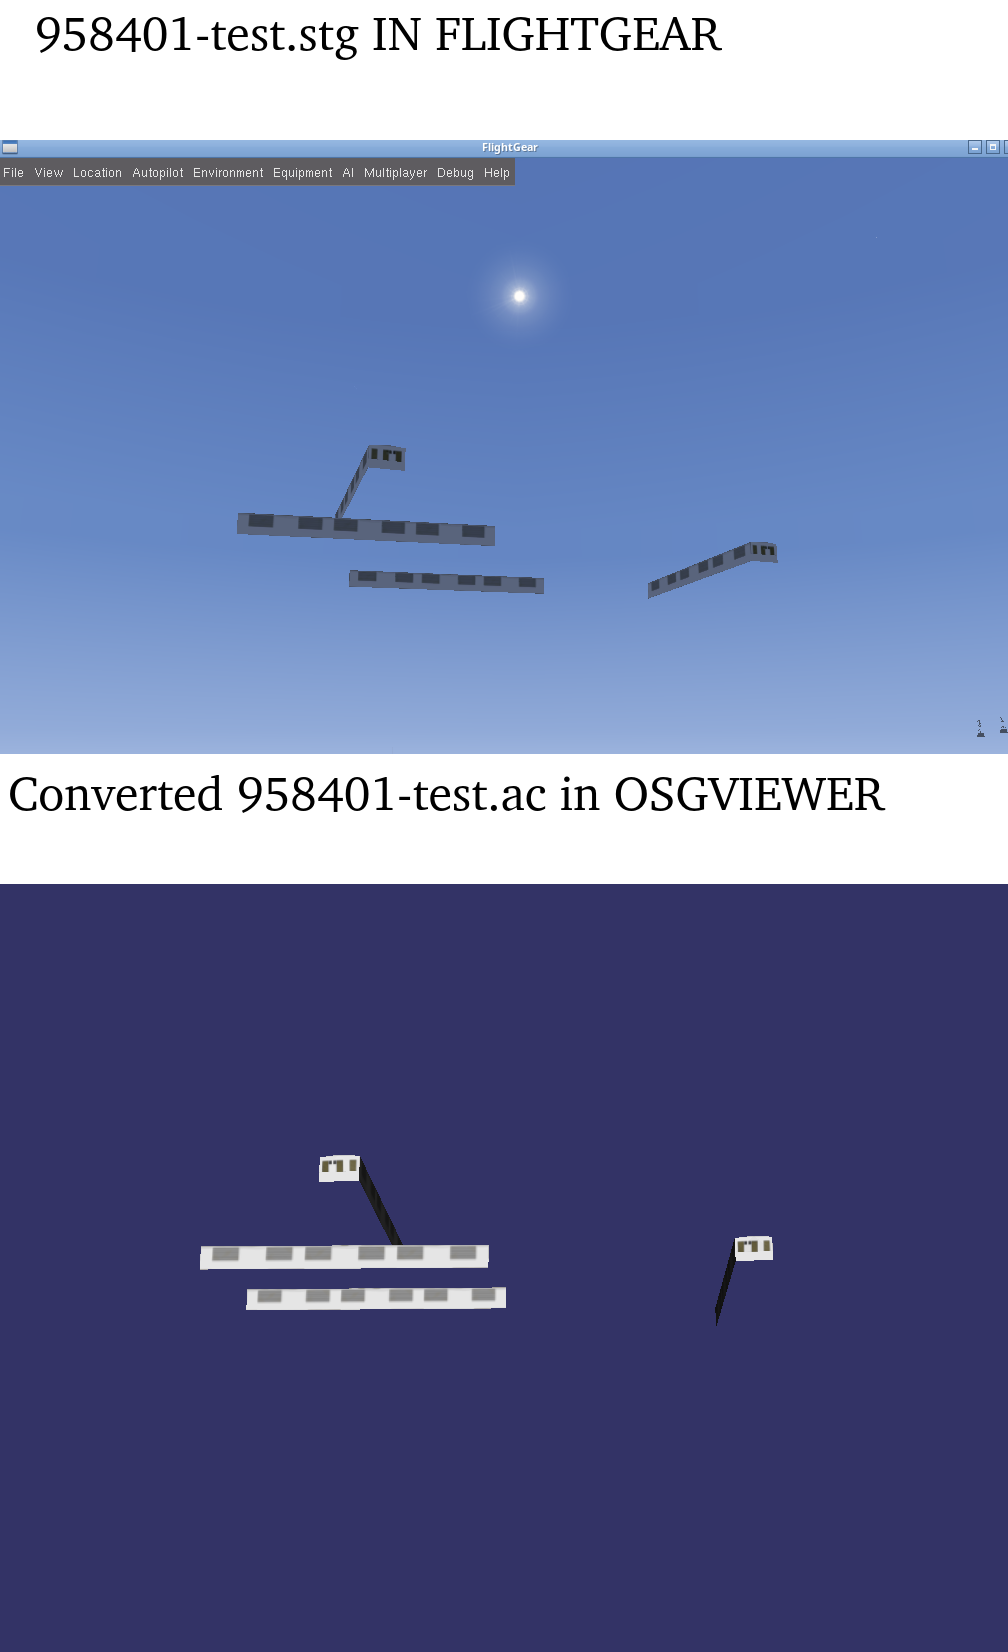 958401-test.stg IN FLIGHTGEAR
FlightGear
File View Location Autopilot Environment Equipment AI Multiplayer Debug Help
Converted 958401-test.ac in OSGVIEWER